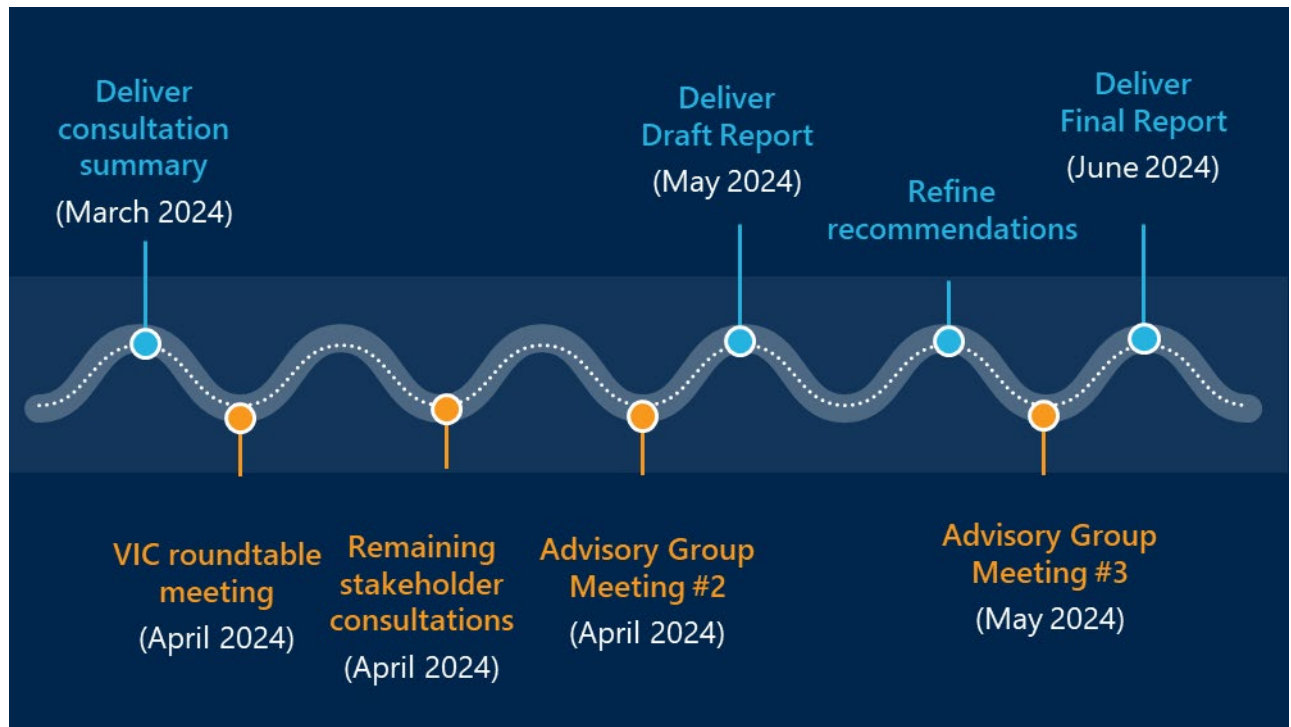 Deliver
consultation
summary
(March 2024)
Deliver
Draft Report
(May 2024)
Refine
recommendations
Deliver
Final Report
(June 2024)
VIC roundtable
meeting
(April 2024)
Remaining
stakeholder
consultations
(April 2024)
Advisory Group
Meeting #2
(April 2024)
Advisory Group
Meeting #3
(May 2024)